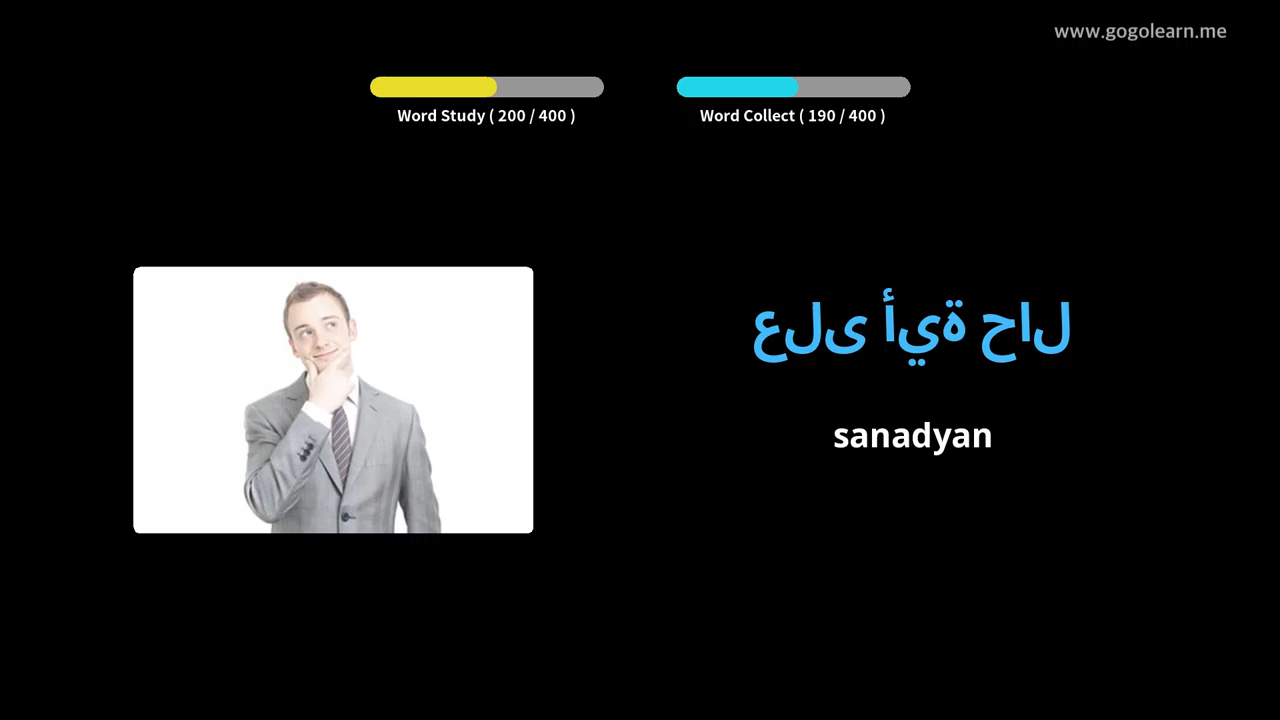 www.gogolearn.me
Word Study ( 200 / 400 )
Word Collect ( 190 / 400 )
على أية حال
sanadyan